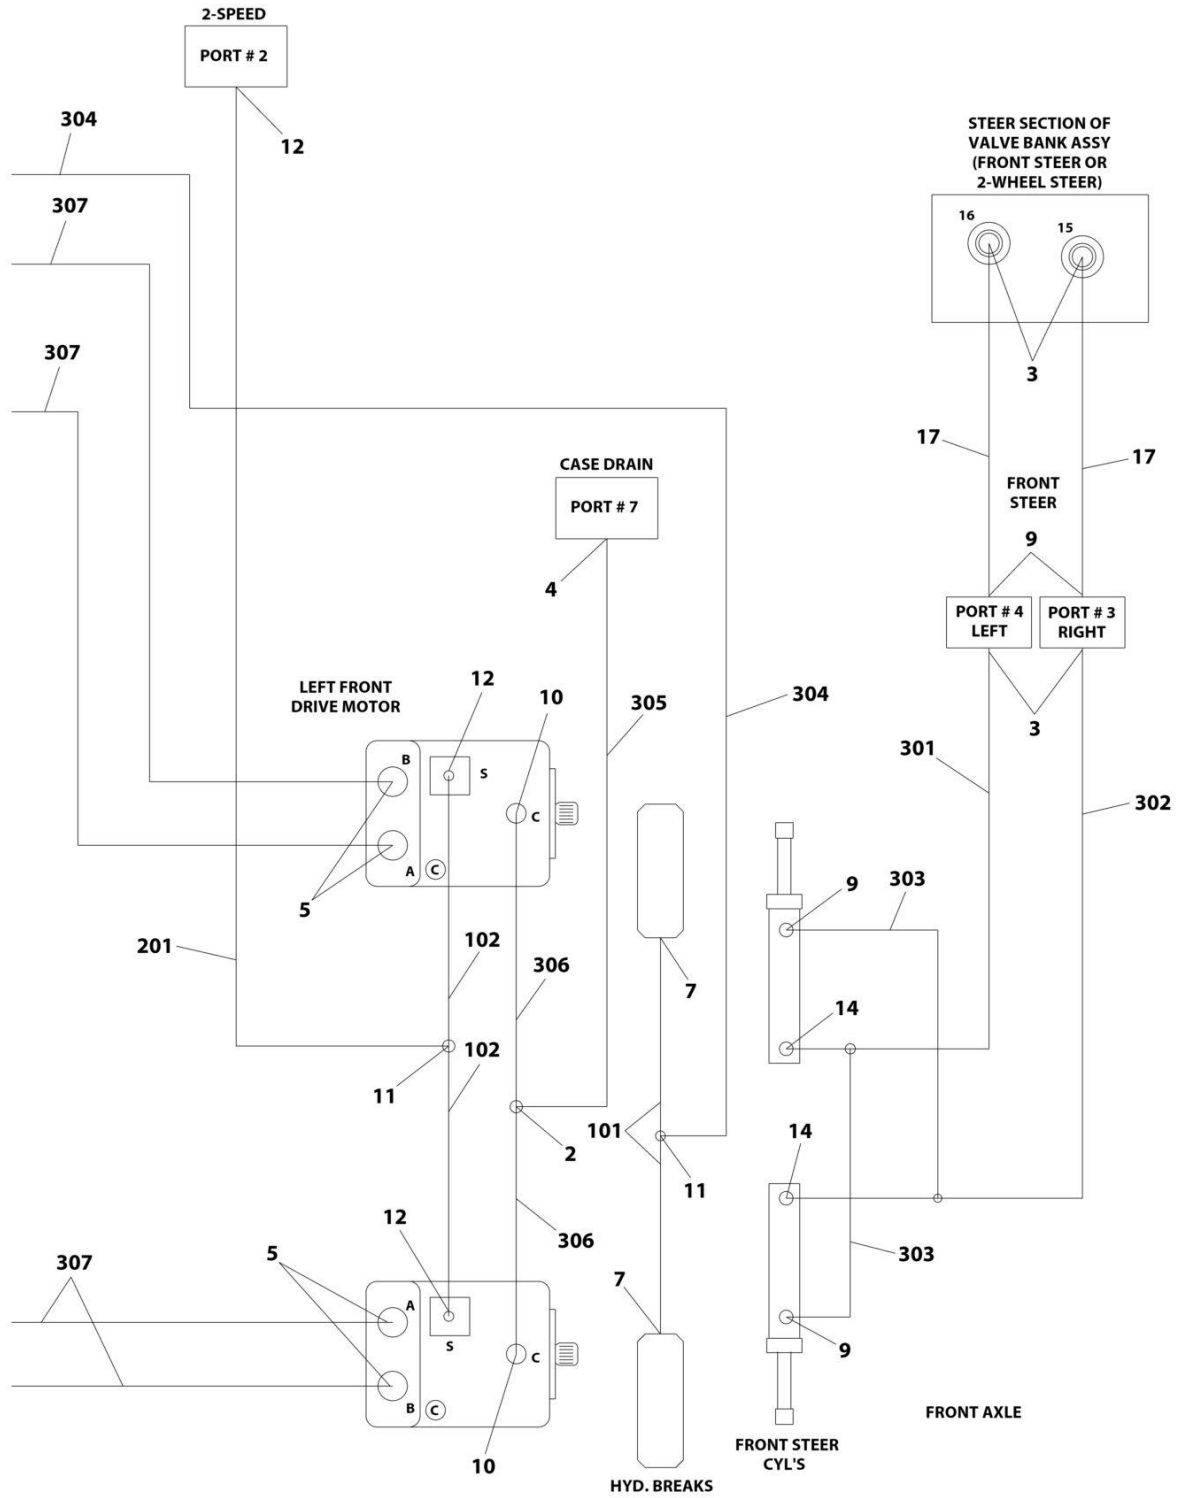 2-SPEED
PORT # 2
12
304
307
307
STEER SECTION OF
VALVE BANK ASSY
(FRONT STEER OR
2-WHEEL STEER)
16
15
3
17
17
FRONT
STEER
9
PORT # 4
LEFT
PORT # 3
RIGHT
3
CASE DRAIN
PORT # 7
4
LEFT FRONT
DRIVE MOTOR
12
10
305
304
301
302
B
S
C
A
C
5
201
102
306
7
9
303
14
102
11
2
101
11
14
306
303
12
5
307
7
A
S
C
B
C
9
10
FRONT AXLE
FRONT STEER
CYL'S
HYD. BREAKS